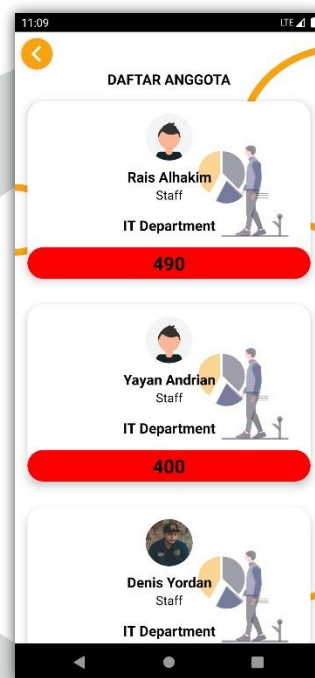 11:09
LTE
DAFTAR ANGGOTA
Rais Alhakim
Staff
IT Department
490
Yayan Andrian
Staff
IT Department
400
Denis Yordan
Staff
IT Department